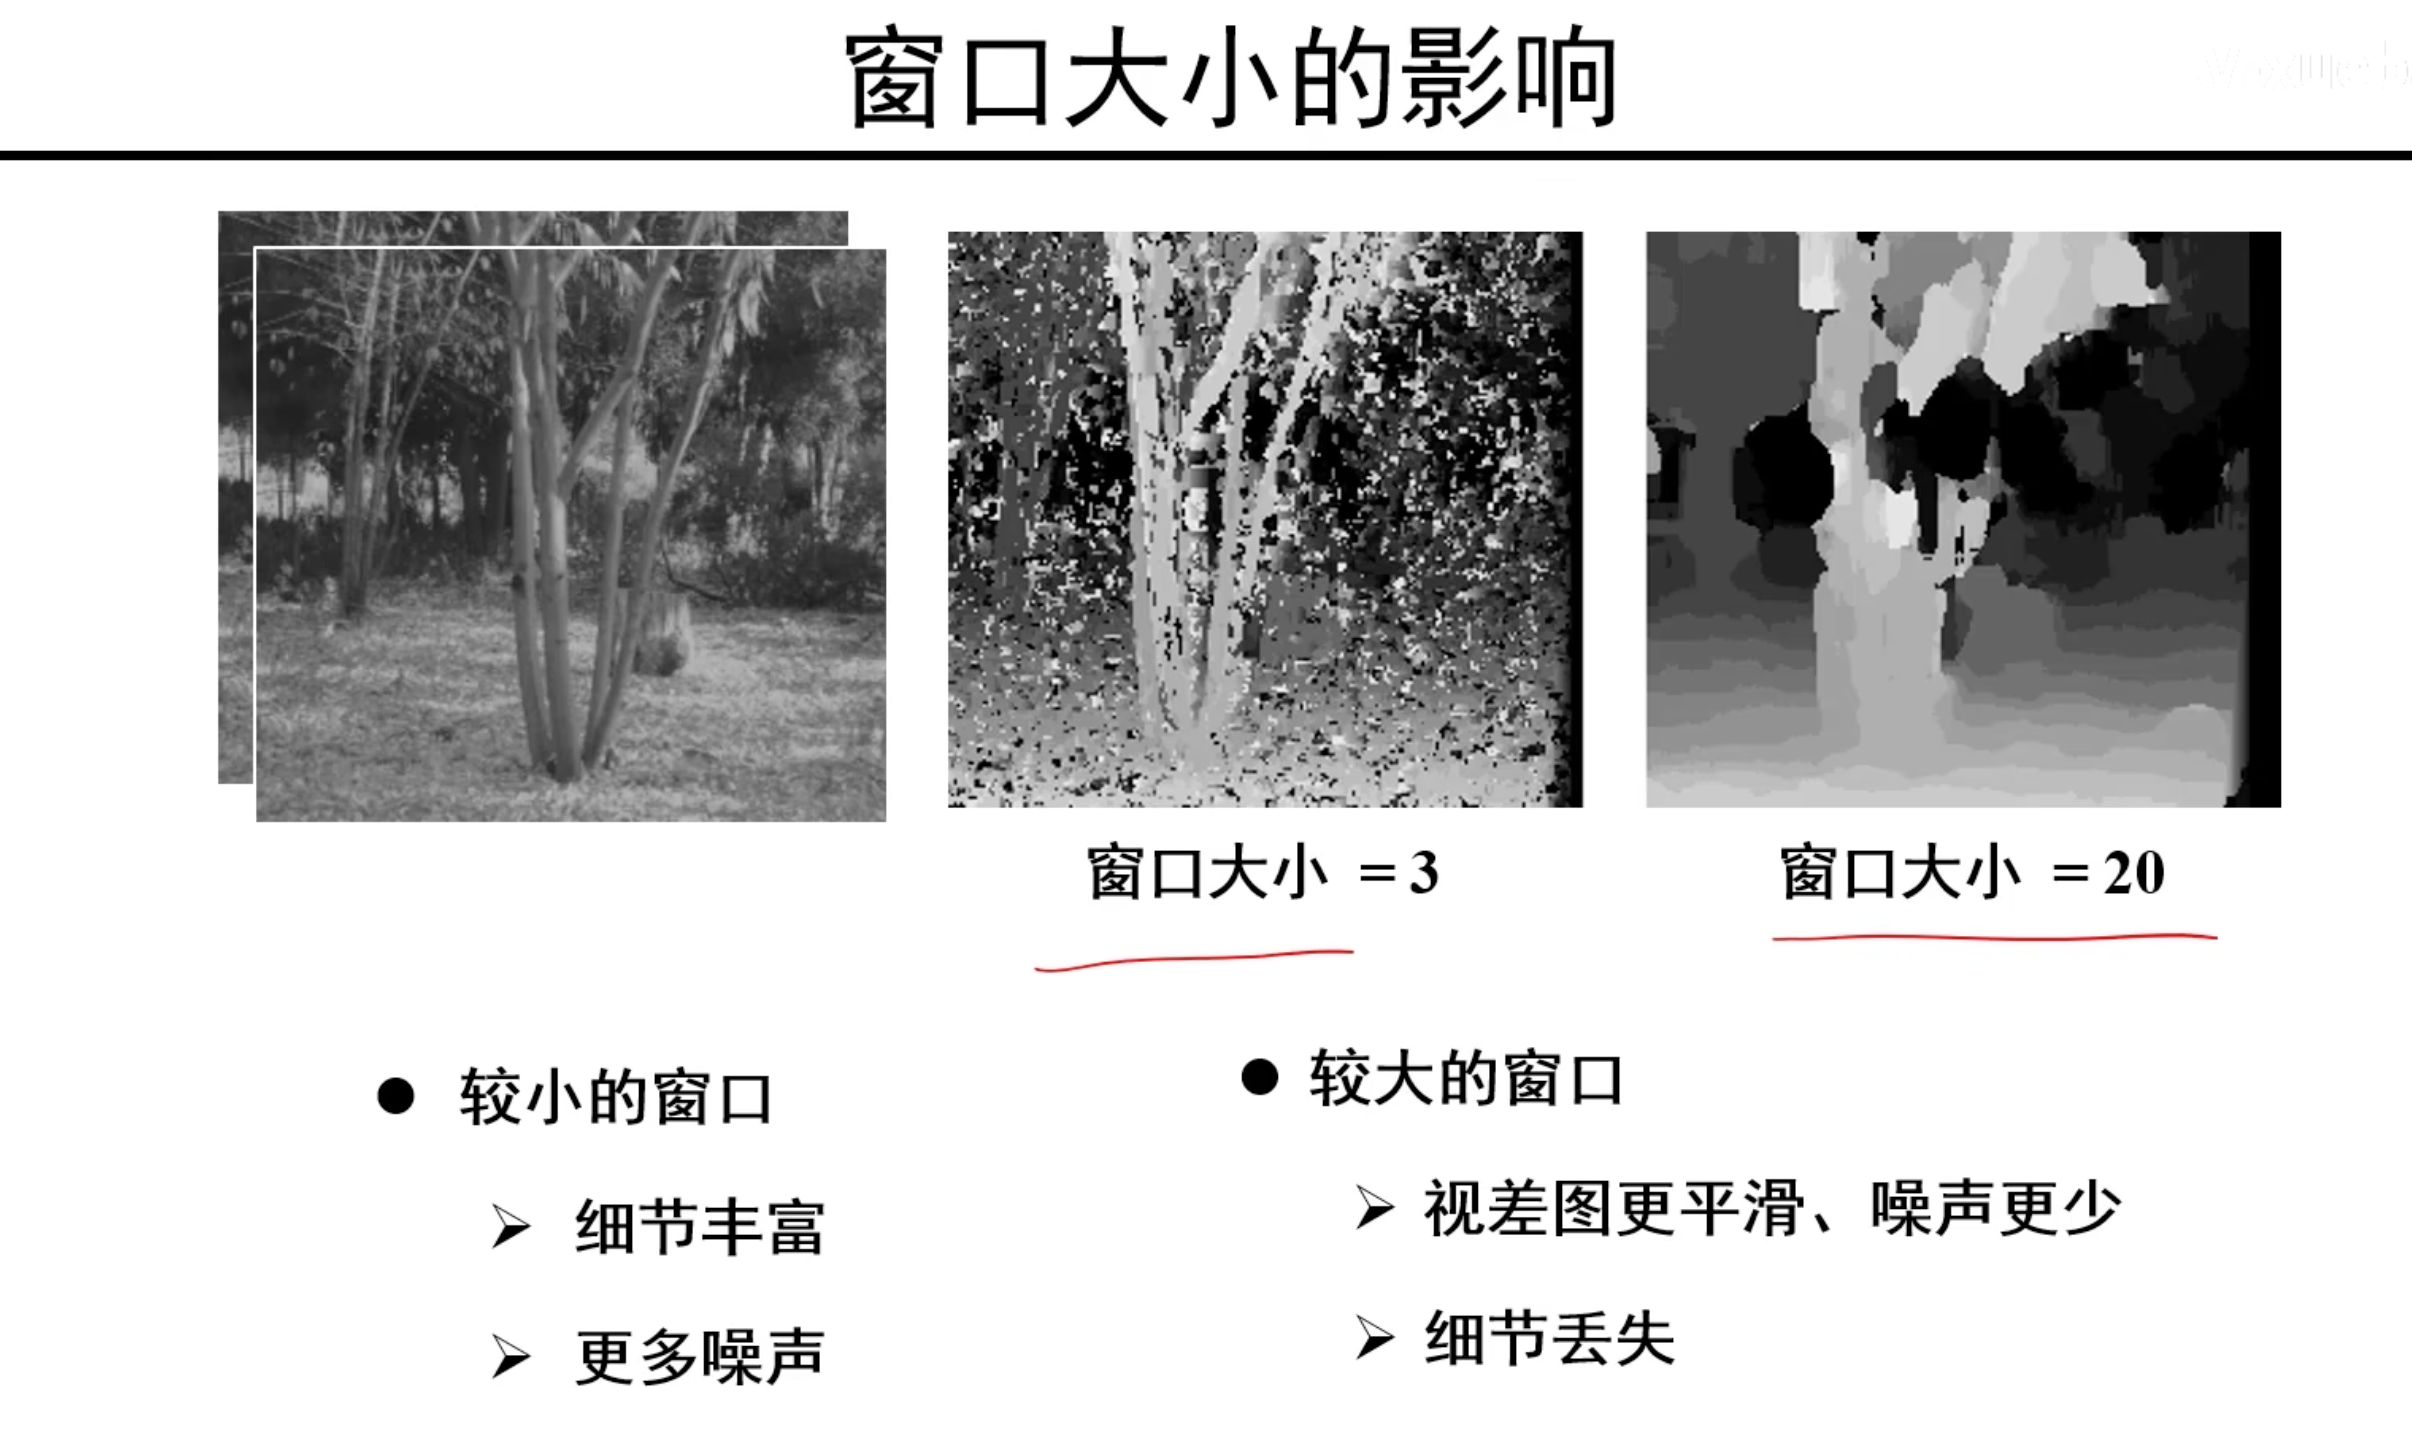 窗口大小的影响
窗口大小 = 3
窗口大小 = 20
● 较小的窗口
➢ 细节丰富
➢ 更多噪声
● 较大的窗口
➢ 视差图更平滑、噪声更少
➢ 细节丢失